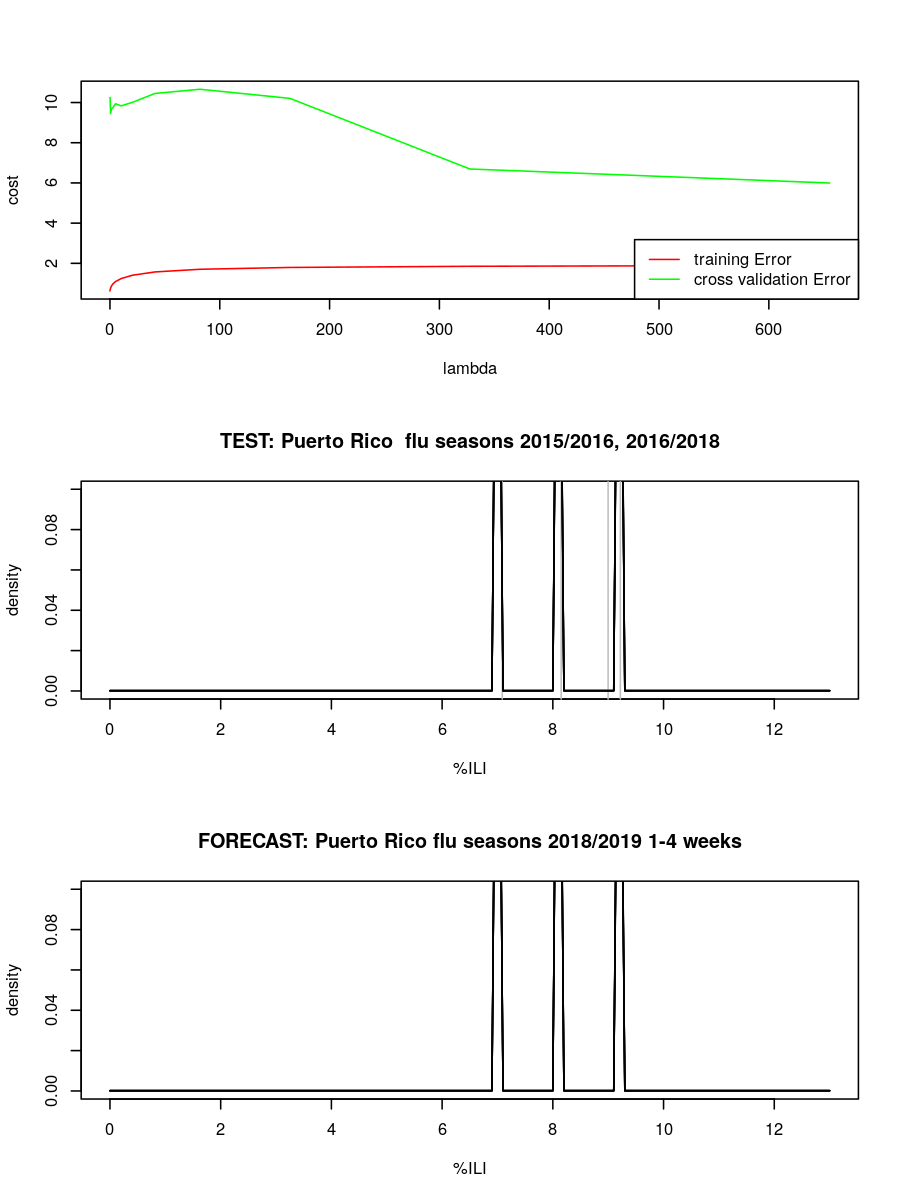 10
8
6
4
2
cost
training Error
cross validation Error
0 100 200 300 400 500 600
lambda
TEST: Puerto Rico  flu seasons 2015/2016, 2016/2018
0.08
0.04
0.00
density
0 2 4 6 8 10 12
%ILI
FORECAST: Puerto Rico flu seasons 2018/2019 1-4 weeks
0.08
0.04
0.00
density
0 2 4 6 8 10 12
%ILI